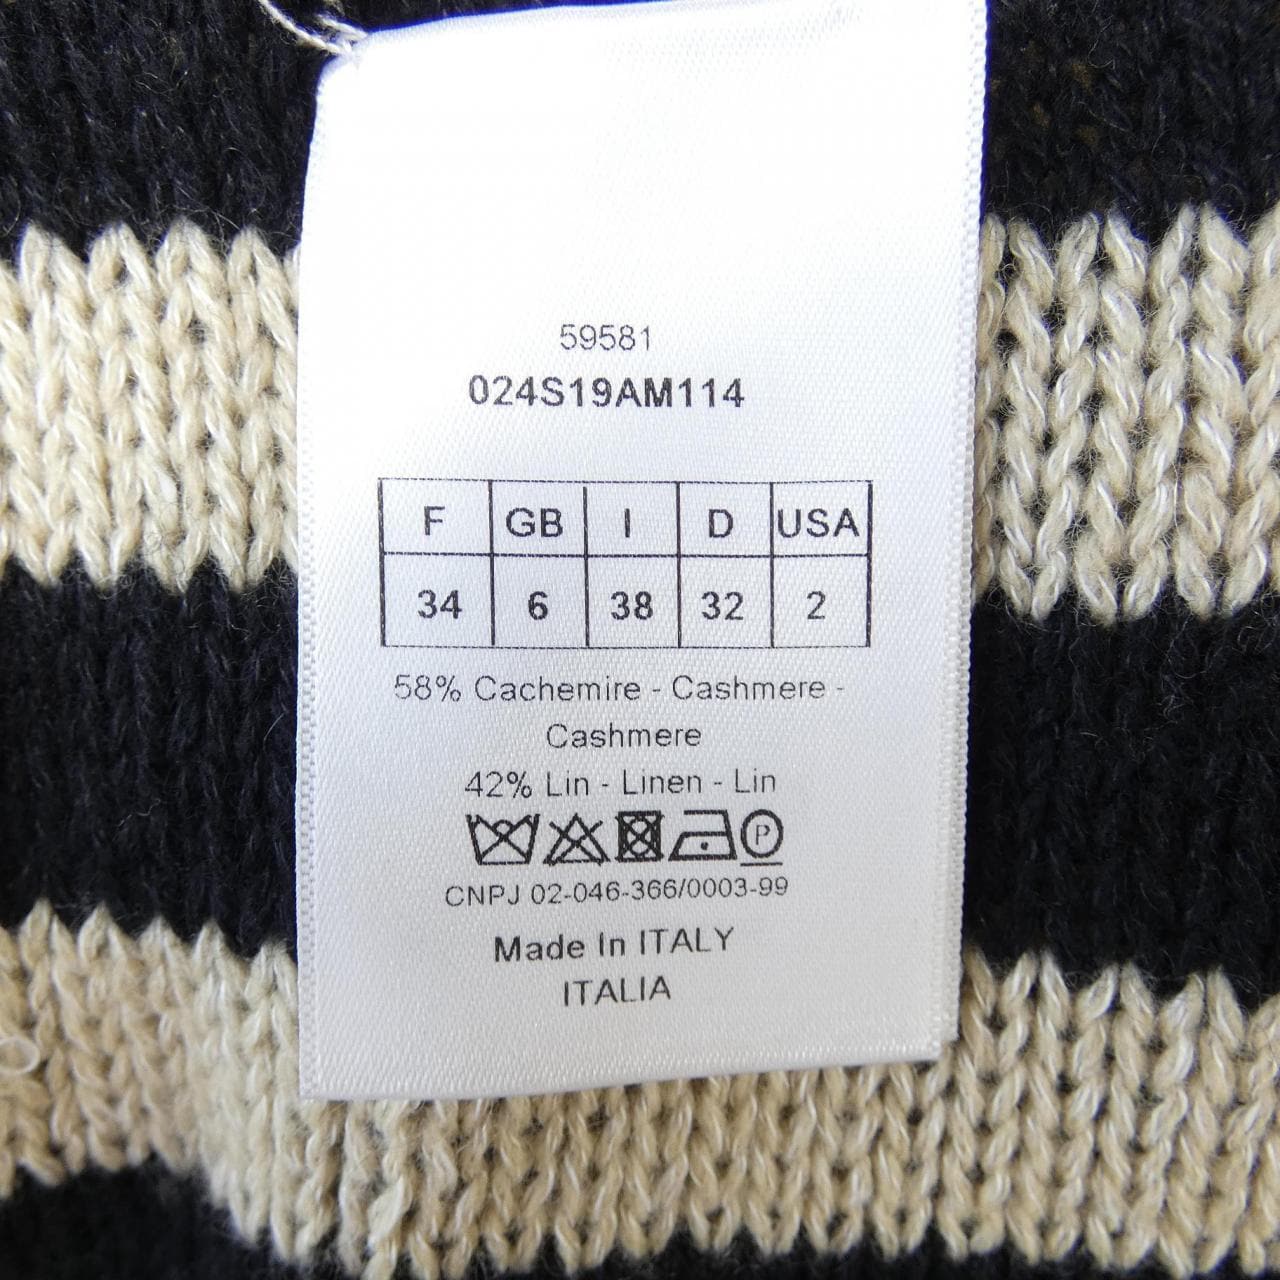 59581
024S19AM114
F GB I D USA
34 6 38 32 2
58% Cachemire - Cashmere -
Cashmere
42% Lin - Linen - Lin
P
CNPJ 02-046-366/0003-99
Made In ITALY
ITALIA